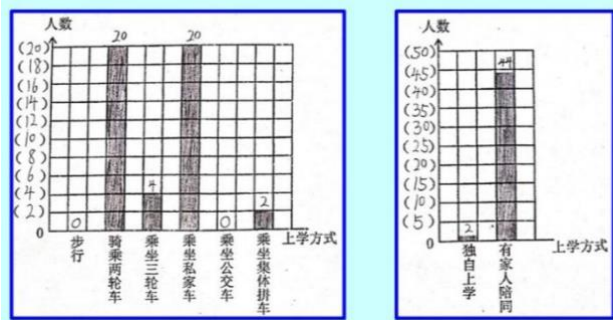 人数
20 20
(20)
(18)
(16)
(14)
(12)
(10)
(8)
(6)
(4) 4
(2) 0 0 2
0
上学方式
步行
骑乘两轮车
乘坐三轮车
乘坐私家车
乘坐公交车
乘坐集体拼车
人数
(50)
(45) 44
(40)
(35)
(30)
(25)
(20)
(15)
(10)
(5) 2
0
上学方式
独自上学
有家人陪同